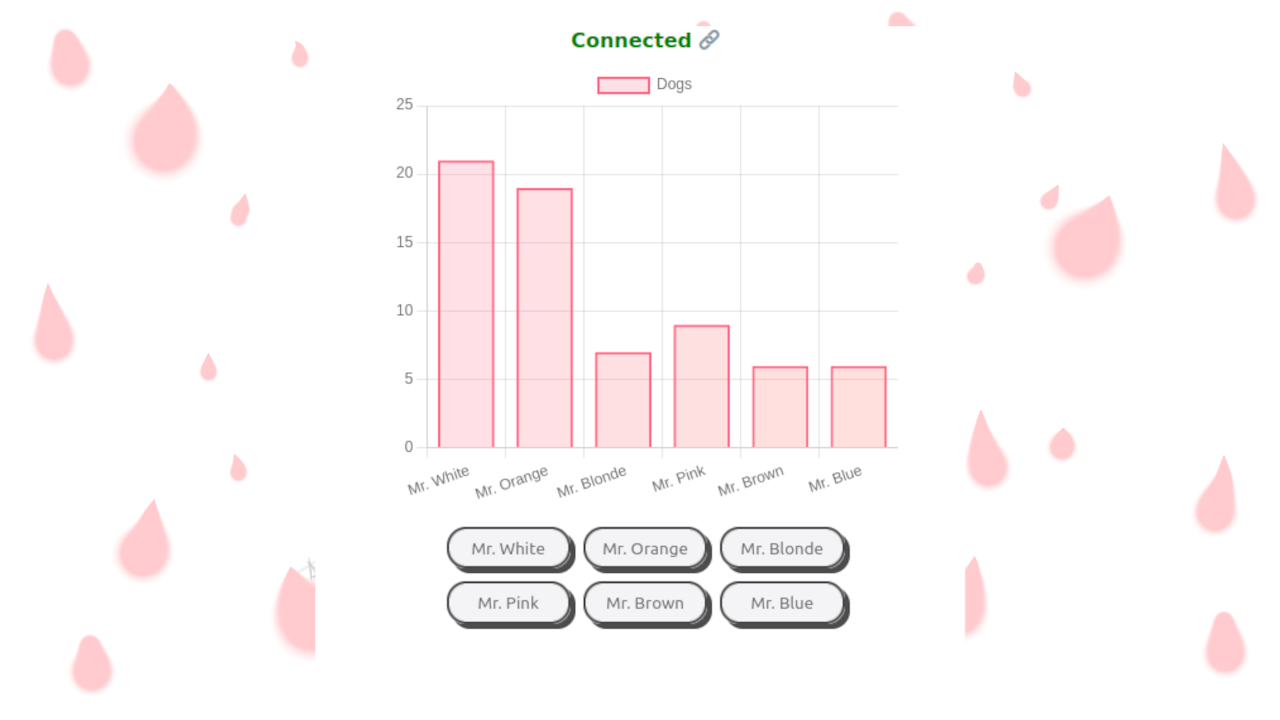 Connected 🔗
Dogs
25
20
15
10
5
0
Mr. White Mr. Orange Mr. Blonde Mr. Pink Mr. Brown Mr. Blue
Mr. White Mr. Orange Mr. Blonde
Mr. Pink Mr. Brown Mr. Blue